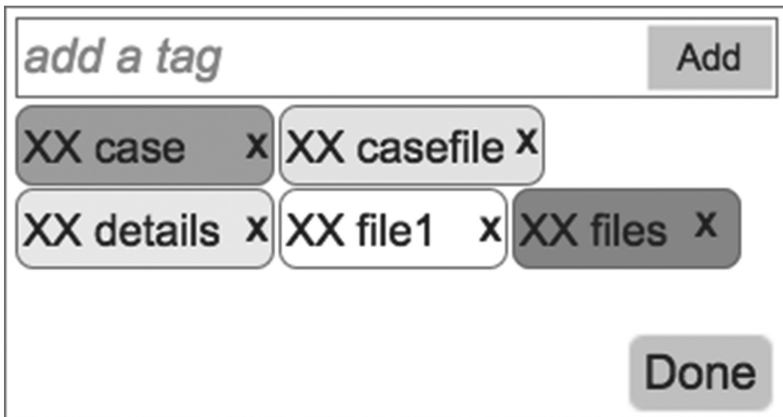 add a tag Add
XX case x XX casefile x
XX details x XX file1 x XX files x
Done